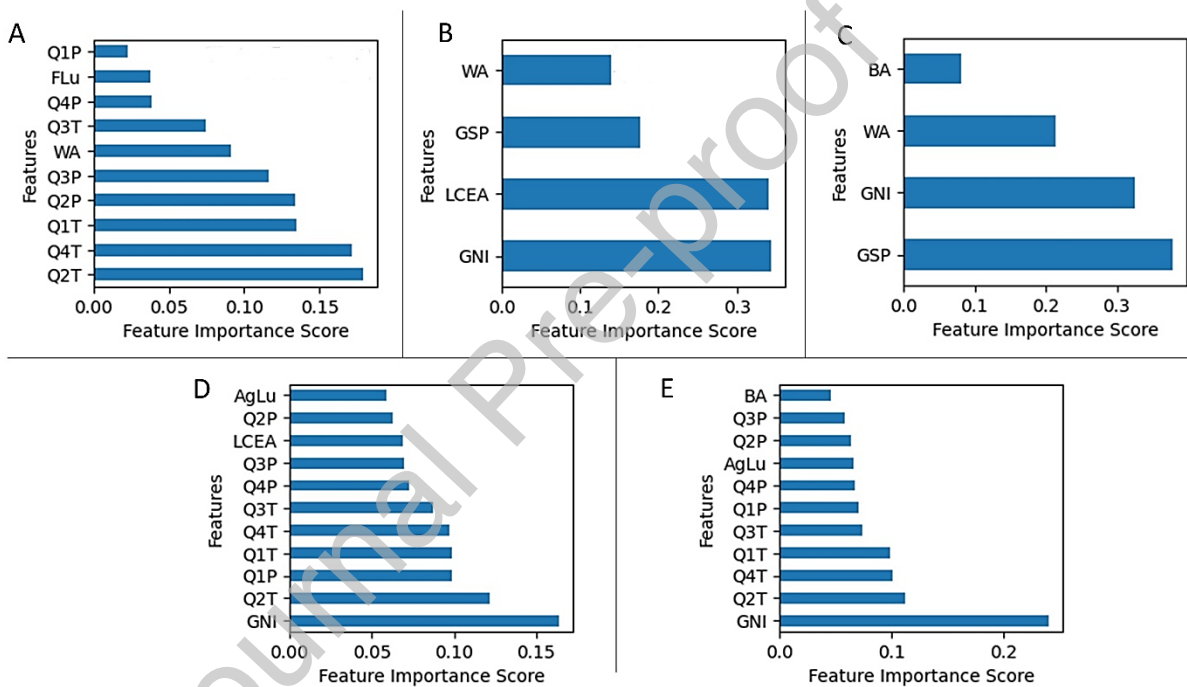 A
Q1P
FLu
Q4P
Q3T
WA
Q3P
Q2P
Q1T
Q4T
Q2T
Features
0.00 0.05 0.10 0.15
Feature Importance Score
B
WA
GSP
LCEA
GNI
Features
0.0 0.1 0.2 0.3
Feature Importance Score
C
BA
WA
GNI
GSP
Features
0.0 0.1 0.2 0.3
Feature Importance Score
D
AgLu
Q2P
LCEA
Q3P
Q4P
Q3T
Q4T
Q1T
Q1P
Q2T
GNI
Features
0.00 0.05 0.10 0.15
Feature Importance Score
E
BA
Q3P
Q2P
AgLu
Q4P
Q1P
Q3T
Q1T
Q4T
Q2T
GNI
Features
0.0 0.1 0.2
Feature Importance Score
ournal Pre-proof